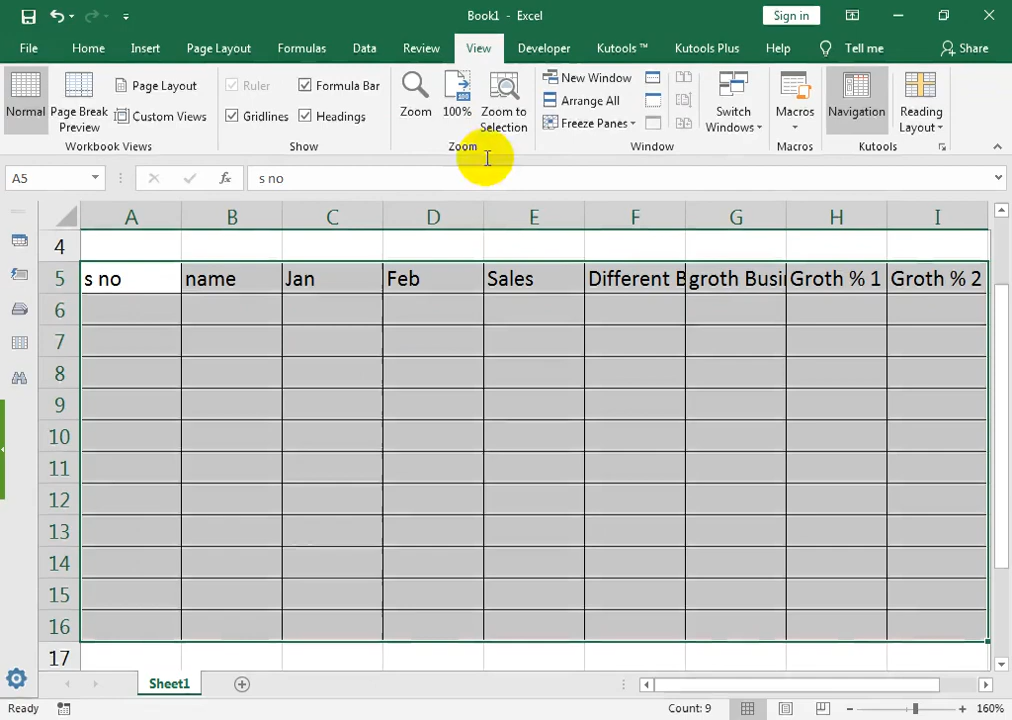 Book1 - Excel
Sign in
File Home Insert Page Layout Formulas Data Review View Developer Kutools ™ Kutools Plus Help Tell me Share
Normal
Page Break Preview
Page Layout
Custom Views
Workbook Views
Ruler
Formula Bar
Gridlines
Headings
Show
Zoom
100%
Zoom to Selection
Zoom
New Window
Arrange All
Freeze Panes
Switch Windows
Window
Macros
Macros
Navigation
Reading Layout
Kutools
A5
fx
s no
A B C D E F G H I
4
5 s no name Jan Feb Sales Different B groth Busi Groth % 1 Groth % 2
6
7
8
9
10
11
12
13
14
15
16
17
Sheet1
Ready
Count: 9
160%